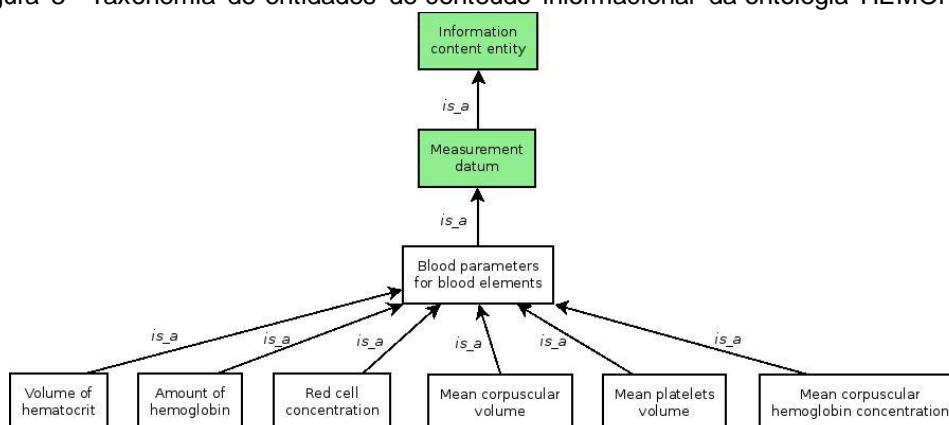 Taxonomia de entidades de conteúdo informacional da ontologia
Information
content entity
is_a
Measurement
datum
is_a
Blood parameters
for blood elements
is_a is_a is_a is_a is_a is_a
Volume of
hematocrit
Amount of
hemoglobin
Red cell
concentration
Mean corpuscular
volume
Mean platelets
volume
Mean corpuscular
hemoglobin concentration